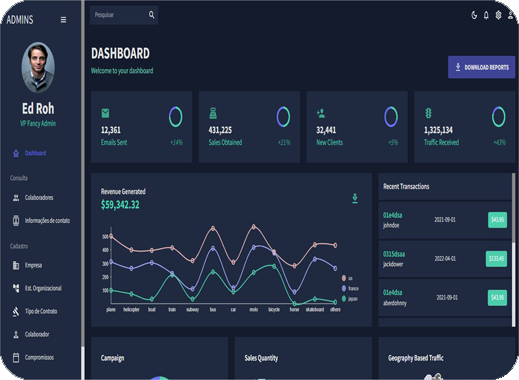 ADMINS
Pesquisar
Ed Roh
VP Fancy Admin
Dashboard
Consulta
Colaboradores
Informações de contato
Cadastro
Empresa
Est. Organizacional
Tipo de Contrato
Colaborador
Compromissos
DASHBOARD
Welcome to your dashboard
DOWNLOAD REPORTS
12,361
Emails Sent +14%
431,225
Sales Obtained +21%
32,441
New Clients +5%
1,325,134
Traffic Received +43%
Revenue Generated
$59,342.32
500
400
300
200
100
0
plane helicopter boat train subway bus car moto bicycle horse skateboard others
us
france
japan
Recent Transactions
01e4dsa
johndoe
2021-09-01
$43.95
0315dsaa
jackdower
2022-04-01
$133.45
01e4dsa
aberdohnny
2021-09-01
$43.95
Campaign
Sales Quantity
Geography Based Traffic